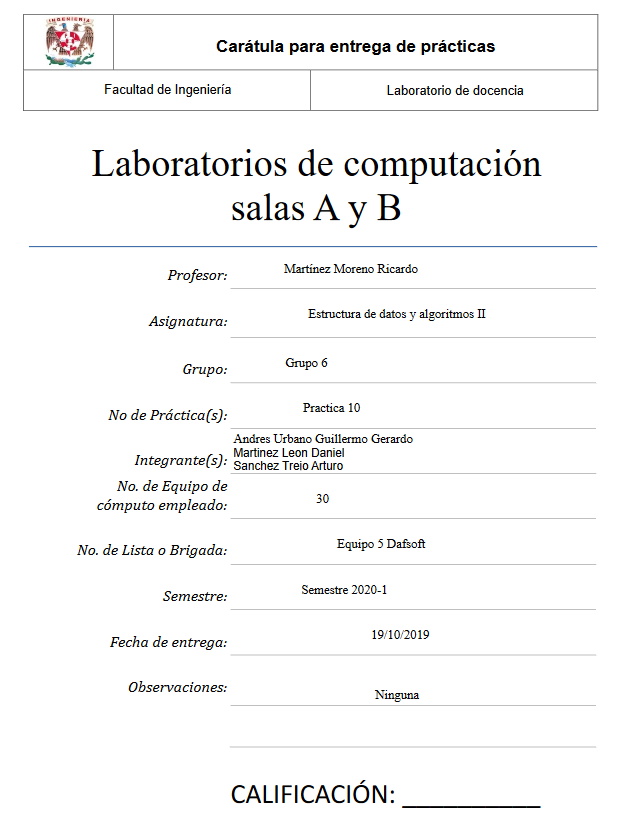 INGENIERIA
Carátula para entrega de prácticas
Facultad de Ingeniería
Laboratorio de docencia
Laboratorios de computación
salas A y B
Profesor: Martínez Moreno Ricardo
Asignatura: Estructura de datos y algoritmos II
Grupo: Grupo 6
No de Práctica(s): Practica 10
Andres Urbano Guillermo Gerardo
Martinez Leon Daniel
Integrante(s): Sanchez Treio Arturo
No. de Equipo de
cómputo empleado: 30
No. de Lista o Brigada: Equipo 5 Dafsoft
Semestre: Semestre 2020-1
Fecha de entrega: 19/10/2019
Observaciones: Ninguna
CALIFICACIÓN: ___________